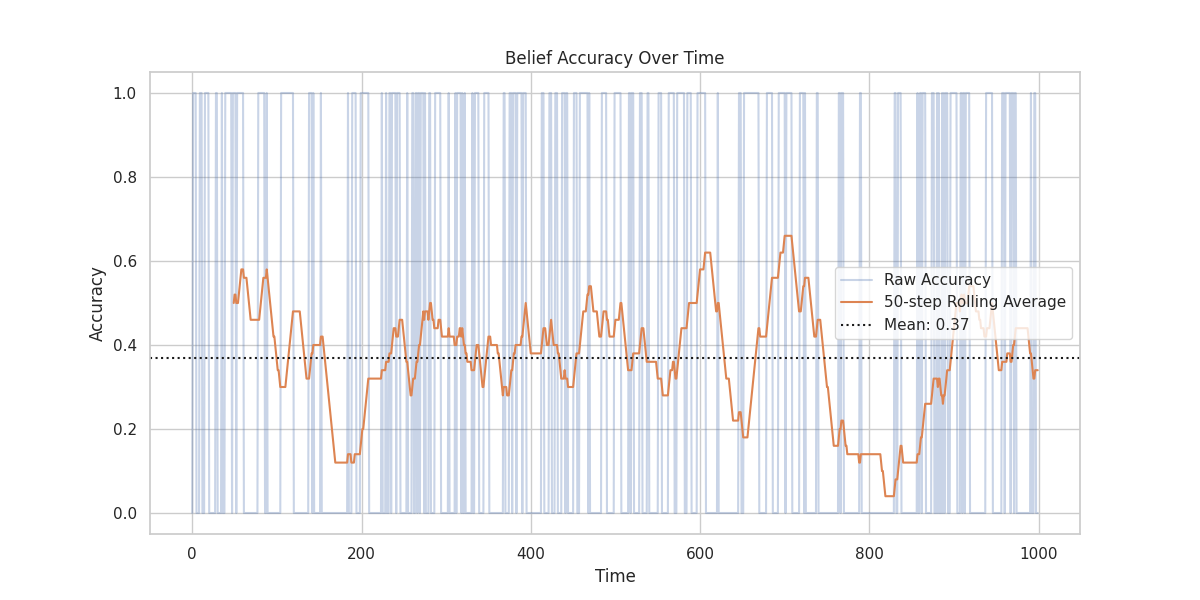 Belief Accuracy Over Time
Accuracy
1.0
0.8
0.6
0.4
0.2
0.0
Raw Accuracy
50-step Rolling Average
Mean: 0.37
0
200
400
600
800
1000
Time